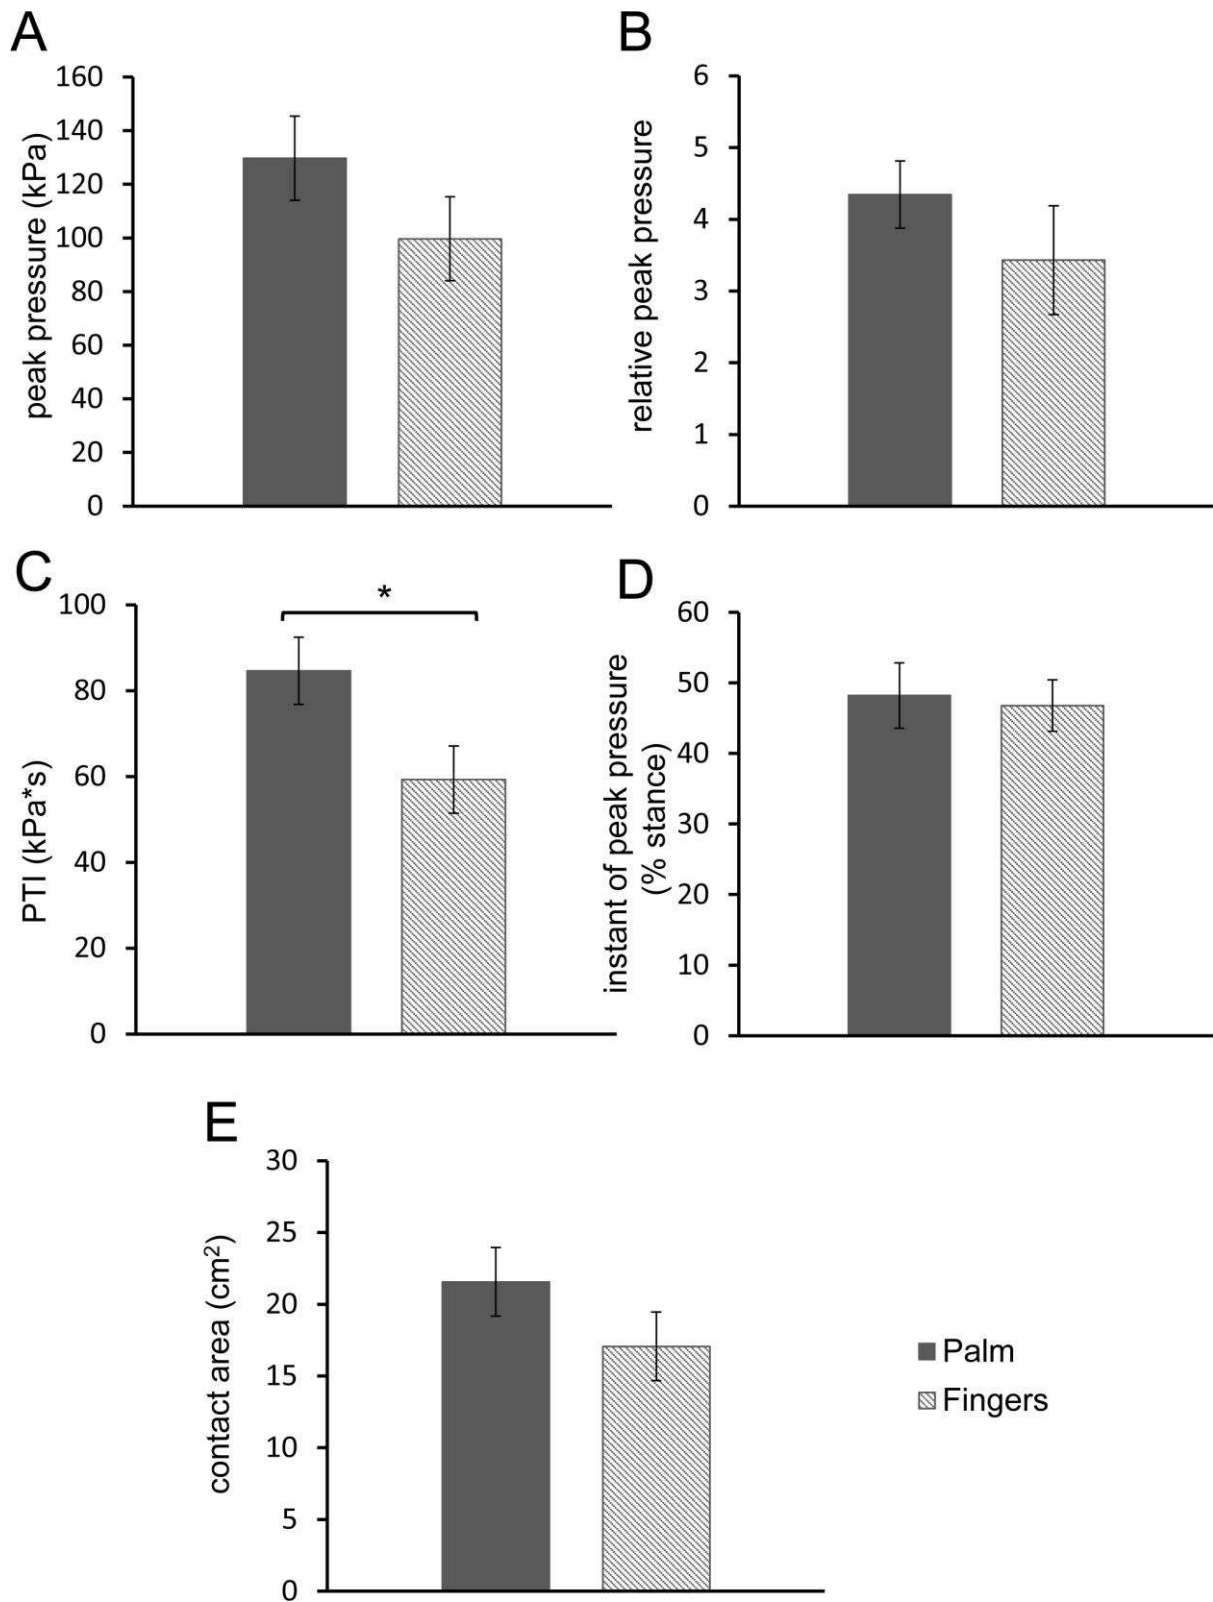 A
peak pressure (kPa)
160
140
120
100
80
60
40
20
0
B
relative peak pressure
6
5
4
3
2
1
0
C
PTI (kPa*s)
100
80
60
40
20
0
*
D
instant of peak pressure
(% stance)
60
50
40
30
20
10
0
E
contact area (cm²)
30
25
20
15
10
5
0
Palm
Fingers